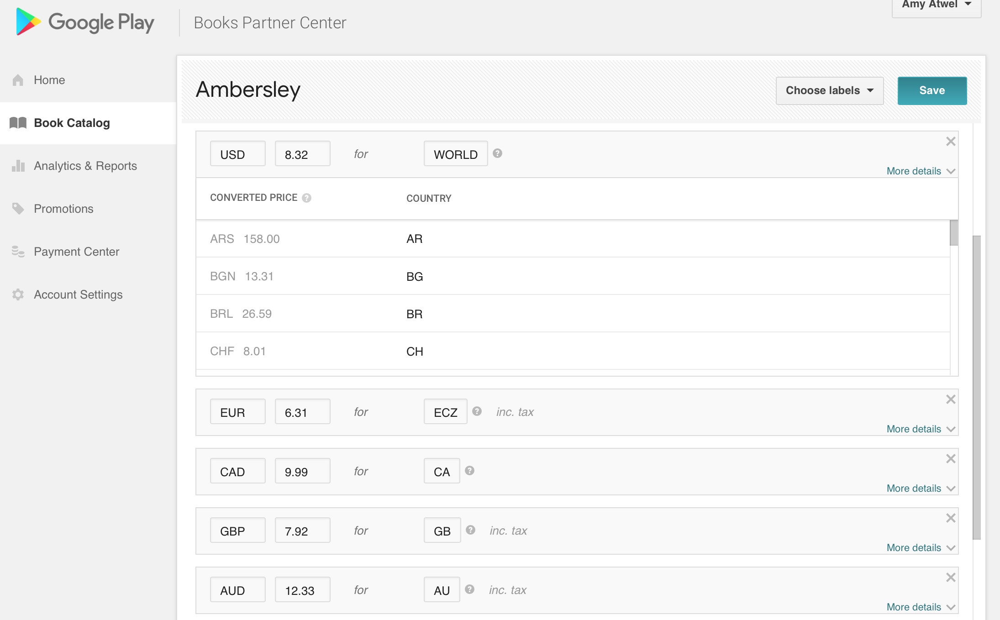 Amy Atwel
Google Play
Books Partner Center
Home
Book Catalog
Analytics & Reports
Promotions
Payment Center
Account Settings
Ambersley
Choose labels
Save
USD 8.32 for WORLD ?
More details
CONVERTED PRICE ? COUNTRY
ARS 158.00 AR
BGN 13.31 BG
BRL 26.59 BR
CHF 8.01 CH
EUR 6.31 for ECZ ? inc. tax
More details
CAD 9.99 for CA ?
More details
GBP 7.92 for GB ? inc. tax
More details
AUD 12.33 for AU ? inc. tax
More details